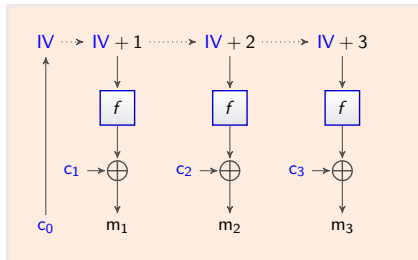 IV IV + 1 IV + 2 IV + 3
f f f
c₁ c₂ c₃
c₀ m₁ m₂ m₃